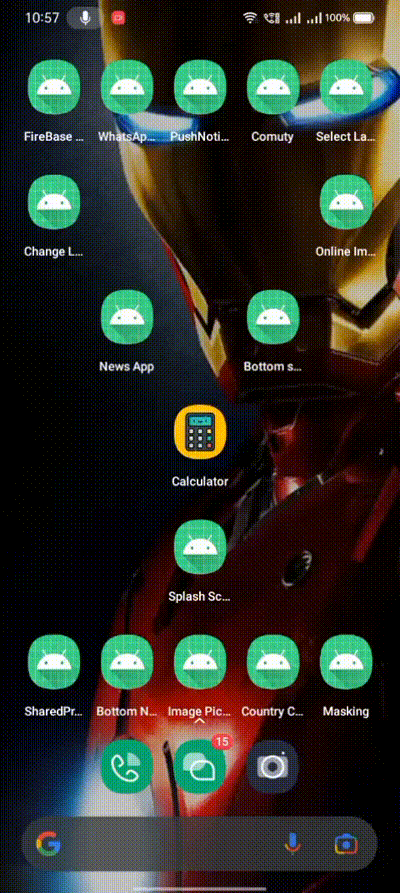 10:57
100%
FireBase ...
WhatsAp...
PushNoti...
Comuty
Select La...
Change L...
Online Im...
News App
Bottom s...
Calculator
Splash Sc...
SharedPr...
Bottom N...
Image Pic...
Country C...
Masking
15